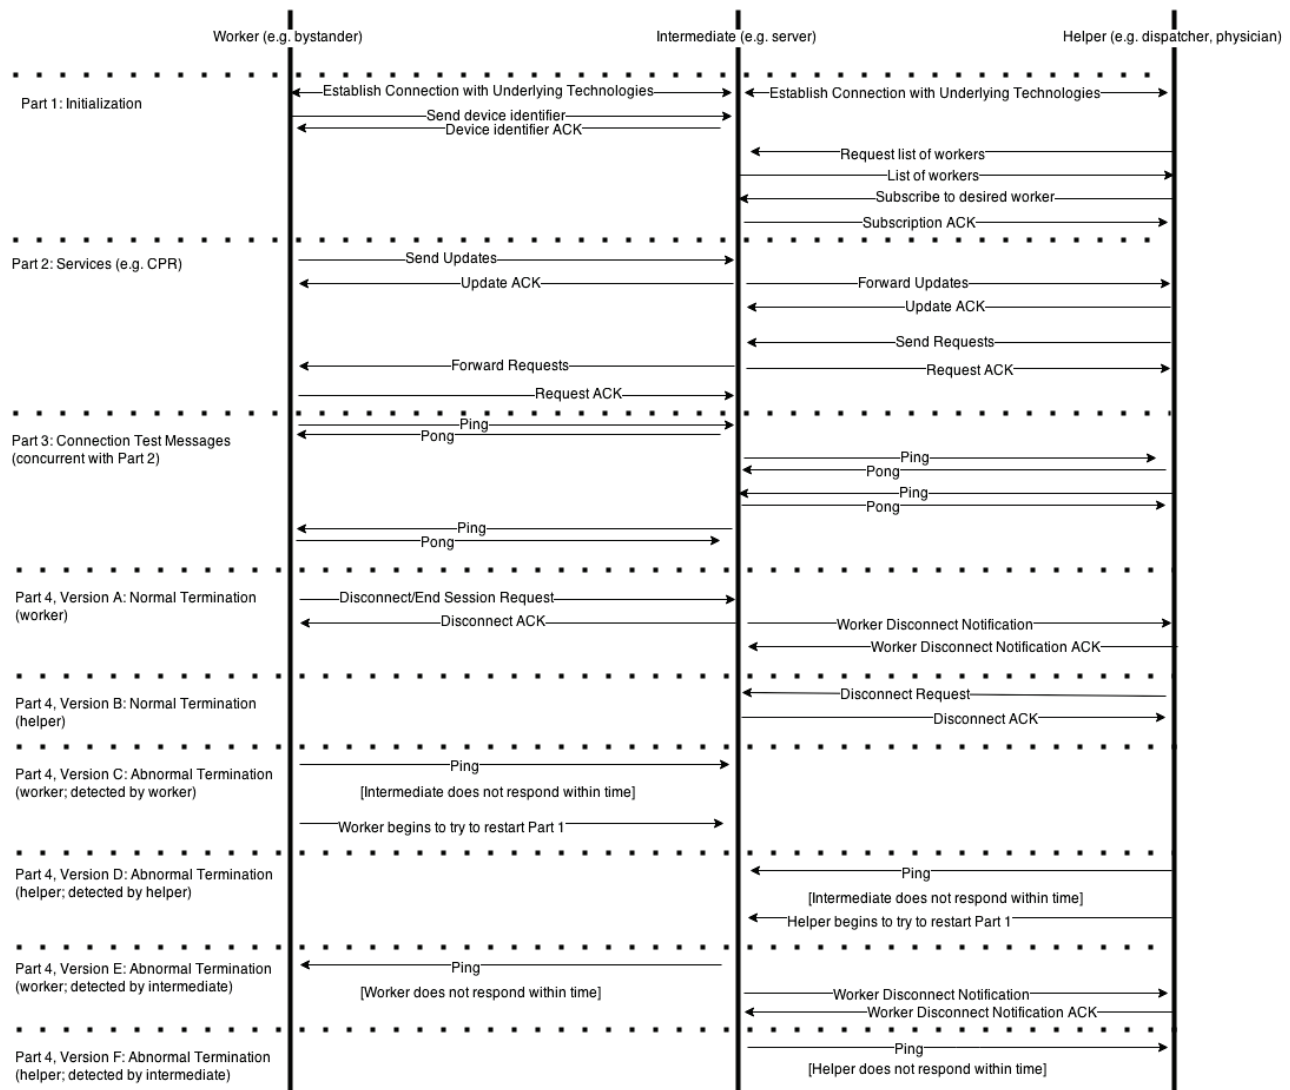 Worker (e.g. bystander)
Intermediate (e.g. server)
Helper (e.g. dispatcher, physician)
Part 1: Initialization
Establish Connection with Underlying Technologies
Establish Connection with Underlying Technologies
Send device identifier
Device identifier ACK
Request list of workers
List of workers
Subscribe to desired worker
Subscription ACK
Part 2: Services (e.g. CPR)
Send Updates
Update ACK
Forward Updates
Update ACK
Send Requests
Forward Requests
Request ACK
Request ACK
Part 3: Connection Test Messages
(concurrent with Part 2)
Ping
Pong
Ping
Pong
Ping
Pong
Ping
Pong
Part 4, Version A: Normal Termination
(worker)
Disconnect/End Session Request
Disconnect ACK
Worker Disconnect Notification
Worker Disconnect Notification ACK
Part 4, Version B: Normal Termination
(helper)
Disconnect Request
Disconnect ACK
Part 4, Version C: Abnormal Termination
(worker; detected by worker)
Ping
[Intermediate does not respond within time]
Worker begins to try to restart Part 1
Part 4, Version D: Abnormal Termination
(helper; detected by helper)
Ping
[Intermediate does not respond within time]
Helper begins to try to restart Part 1
Part 4, Version E: Abnormal Termination
(worker; detected by intermediate)
Ping
[Worker does not respond within time]
Worker Disconnect Notification
Worker Disconnect Notification ACK
Part 4, Version F: Abnormal Termination
(helper; detected by intermediate)
Ping
[Helper does not respond within time]